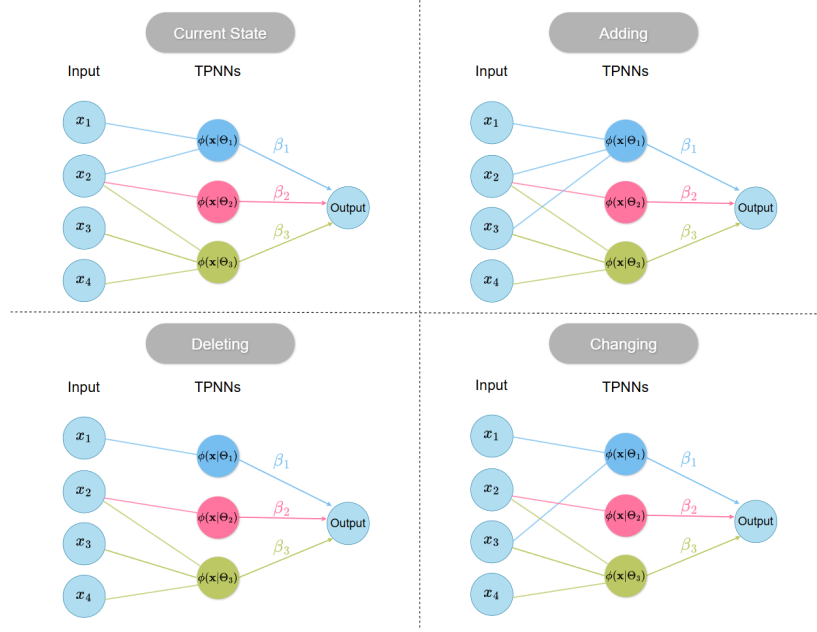 Current State
Input TPNNs
x₁
ϕ(x|Θ₁) β₁
x₂
ϕ(x|Θ₂) β₂ Output
x₃
ϕ(x|Θ₃) β₃
x₄
Adding
Input TPNNs
x₁
ϕ(x|Θ₁) β₁
x₂
ϕ(x|Θ₂) β₂ Output
x₃
ϕ(x|Θ₃) β₃
x₄
Deleting
Input TPNNs
x₁
ϕ(x|Θ₁) β₁
x₂
ϕ(x|Θ₂) β₂ Output
x₃
ϕ(x|Θ₃) β₃
x₄
Changing
Input TPNNs
x₁
ϕ(x|Θ₁) β₁
x₂
ϕ(x|Θ₂) β₂ Output
x₃
ϕ(x|Θ₃) β₃
x₄